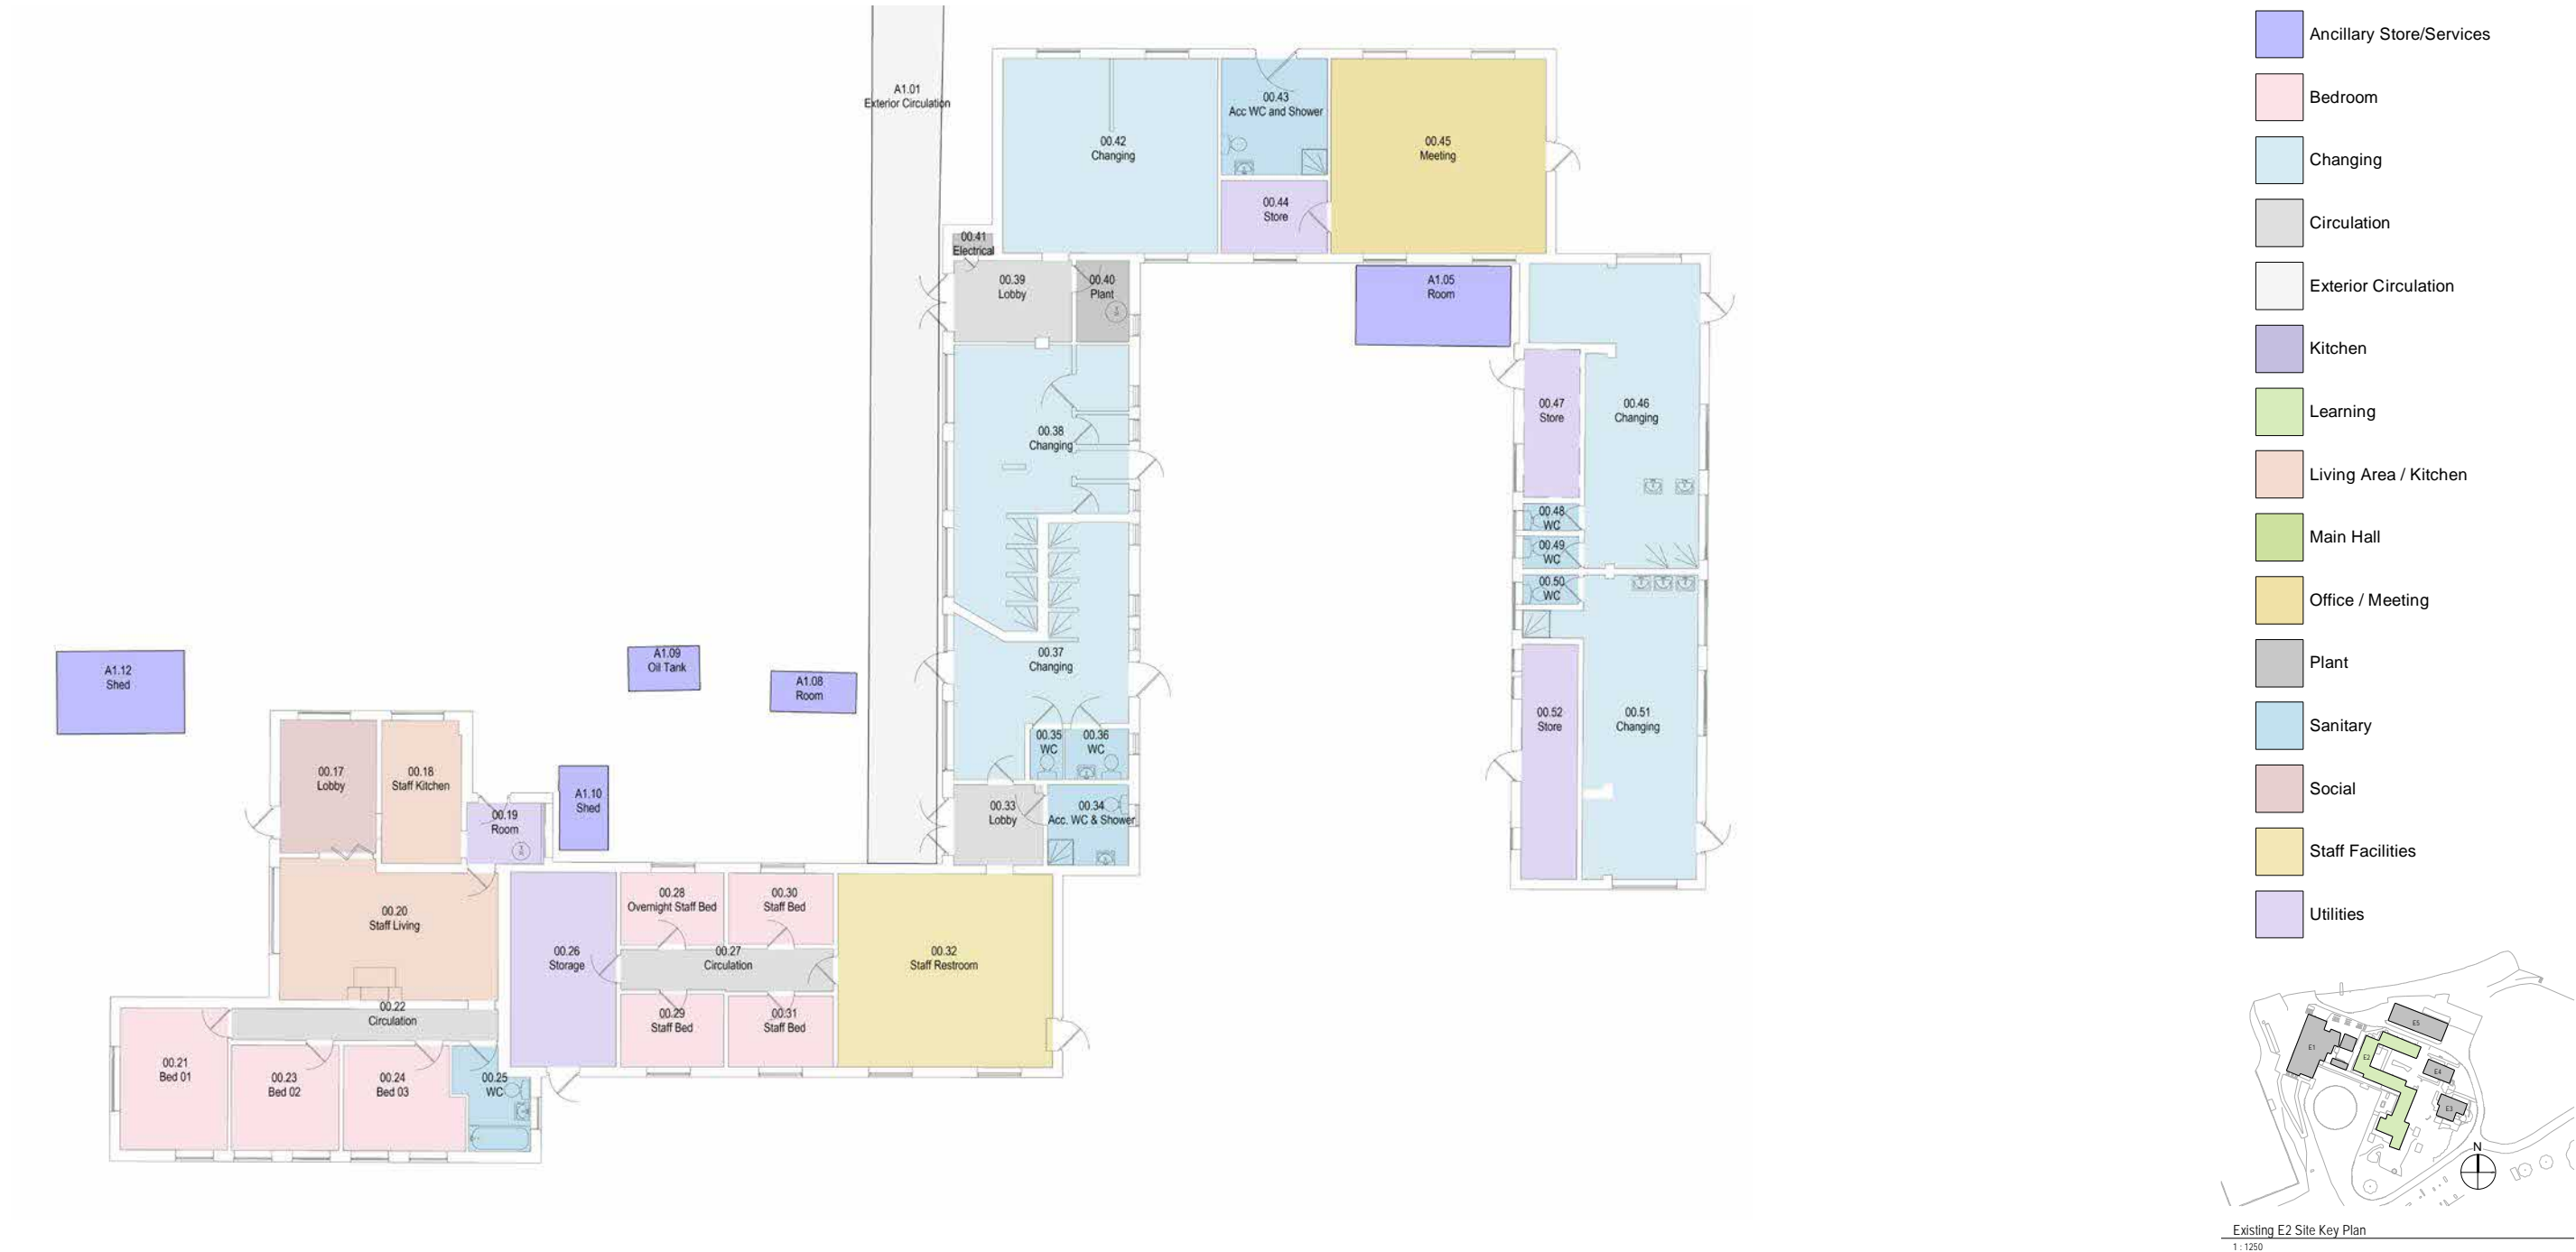 A1.01
Exterior Circulation
00.42
Changing
00.43
Acc WC and Shower
00.45
Meeting
00.44
Store
00.41
Electrical
00.39
Lobby
00.40
Plant
A1.05
Room
00.38
Changing
00.47
Store
00.46
Changing
00.48
WC
00.49
WC
00.50
WC
00.37
Changing
00.35
WC
00.36
WC
00.52
Store
00.51
Changing
00.33
Lobby
00.34
Acc. WC & Shower
A1.12
Shed
A1.09
Oil Tank
A1.08
Room
A1.10
Shed
00.17
Lobby
00.18
Staff Kitchen
00.19
Room
00.20
Staff Living
00.26
Storage
00.28
Overnight Staff Bed
00.30
Staff Bed
00.27
Circulation
00.32
Staff Restroom
00.29
Staff Bed
00.31
Staff Bed
00.22
Circulation
00.21
Bed 01
00.23
Bed 02
00.24
Bed 03
00.25
WC
Ancillary Store/Services
Bedroom
Changing
Circulation
Exterior Circulation
Kitchen
Learning
Living Area / Kitchen
Main Hall
Office / Meeting
Plant
Sanitary
Social
Staff Facilities
Utilities
E1
E2
E5
E4
E3
N
Existing E2 Site Key Plan
1 : 1250